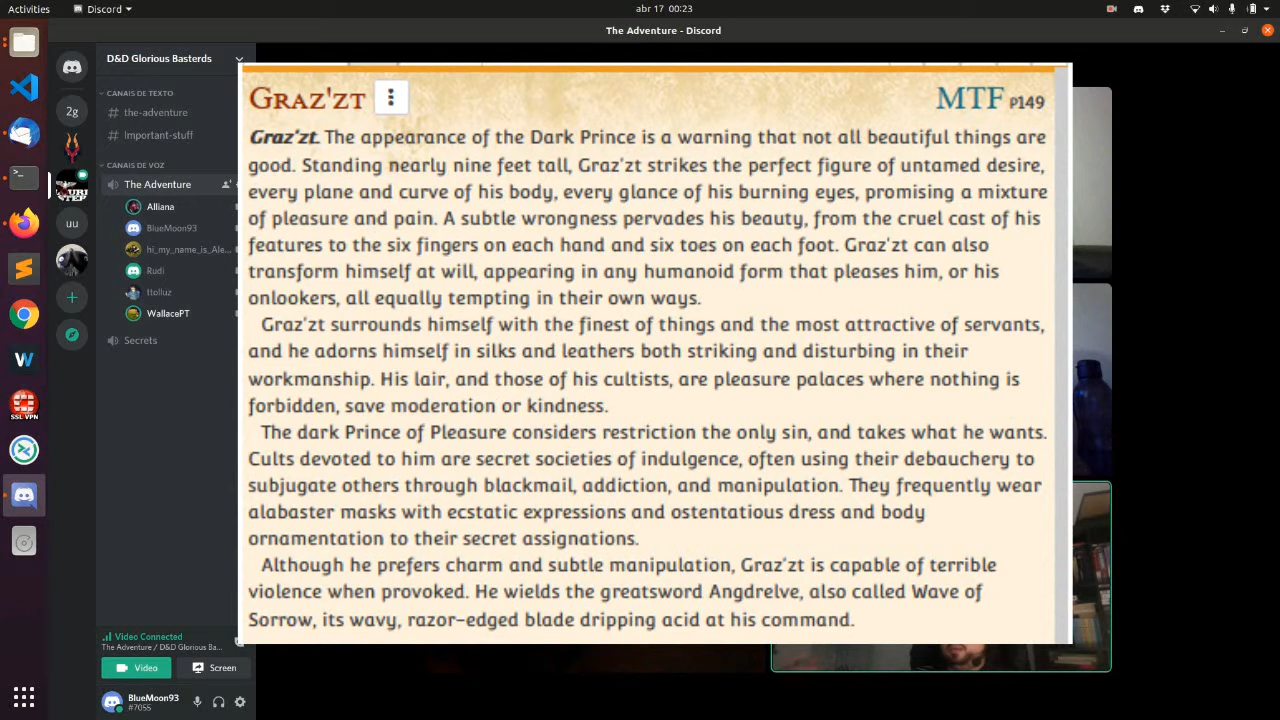 Activities
Discord
abr 17 00:23
The Adventure - Discord
D&D Glorious Basterds
CANAIS DE TEXTO
# the-adventure
# Important-stuff
CANAIS DE VOZ
The Adventure
Alliana
BlueMoon93
hi_my_name_is_Ale...
Rudi
ttolluz
WallacePT
Secrets
2g
uu
SSL VPN
Video Connected
The Adventure / D&D Glorious Ba...
Video
Screen
BlueMoon93
#7055
GRAZ'ZT
MTF P149
Graz'zt. The appearance of the Dark Prince is a warning that not all beautiful things are
good. Standing nearly nine feet tall, Graz'zt strikes the perfect figure of untamed desire,
every plane and curve of his body, every glance of his burning eyes, promising a mixture
of pleasure and pain. A subtle wrongness pervades his beauty, from the cruel cast of his
features to the six fingers on each hand and six toes on each foot. Graz'zt can also
transform himself at will, appearing in any humanoid form that pleases him, or his
onlookers, all equally tempting in their own ways.
Graz'zt surrounds himself with the finest of things and the most attractive of servants,
and he adorns himself in silks and leathers both striking and disturbing in their
workmanship. His lair, and those of his cultists, are pleasure palaces where nothing is
forbidden, save moderation or kindness.
The dark Prince of Pleasure considers restriction the only sin, and takes what he wants.
Cults devoted to him are secret societies of indulgence, often using their debauchery to
subjugate others through blackmail, addiction, and manipulation. They frequently wear
alabaster masks with ecstatic expressions and ostentatious dress and body
ornamentation to their secret assignations.
Although he prefers charm and subtle manipulation, Graz'zt is capable of terrible
violence when provoked. He wields the greatsword Angdrelve, also called Wave of
Sorrow, its wavy, razor-edged blade dripping acid at his command.